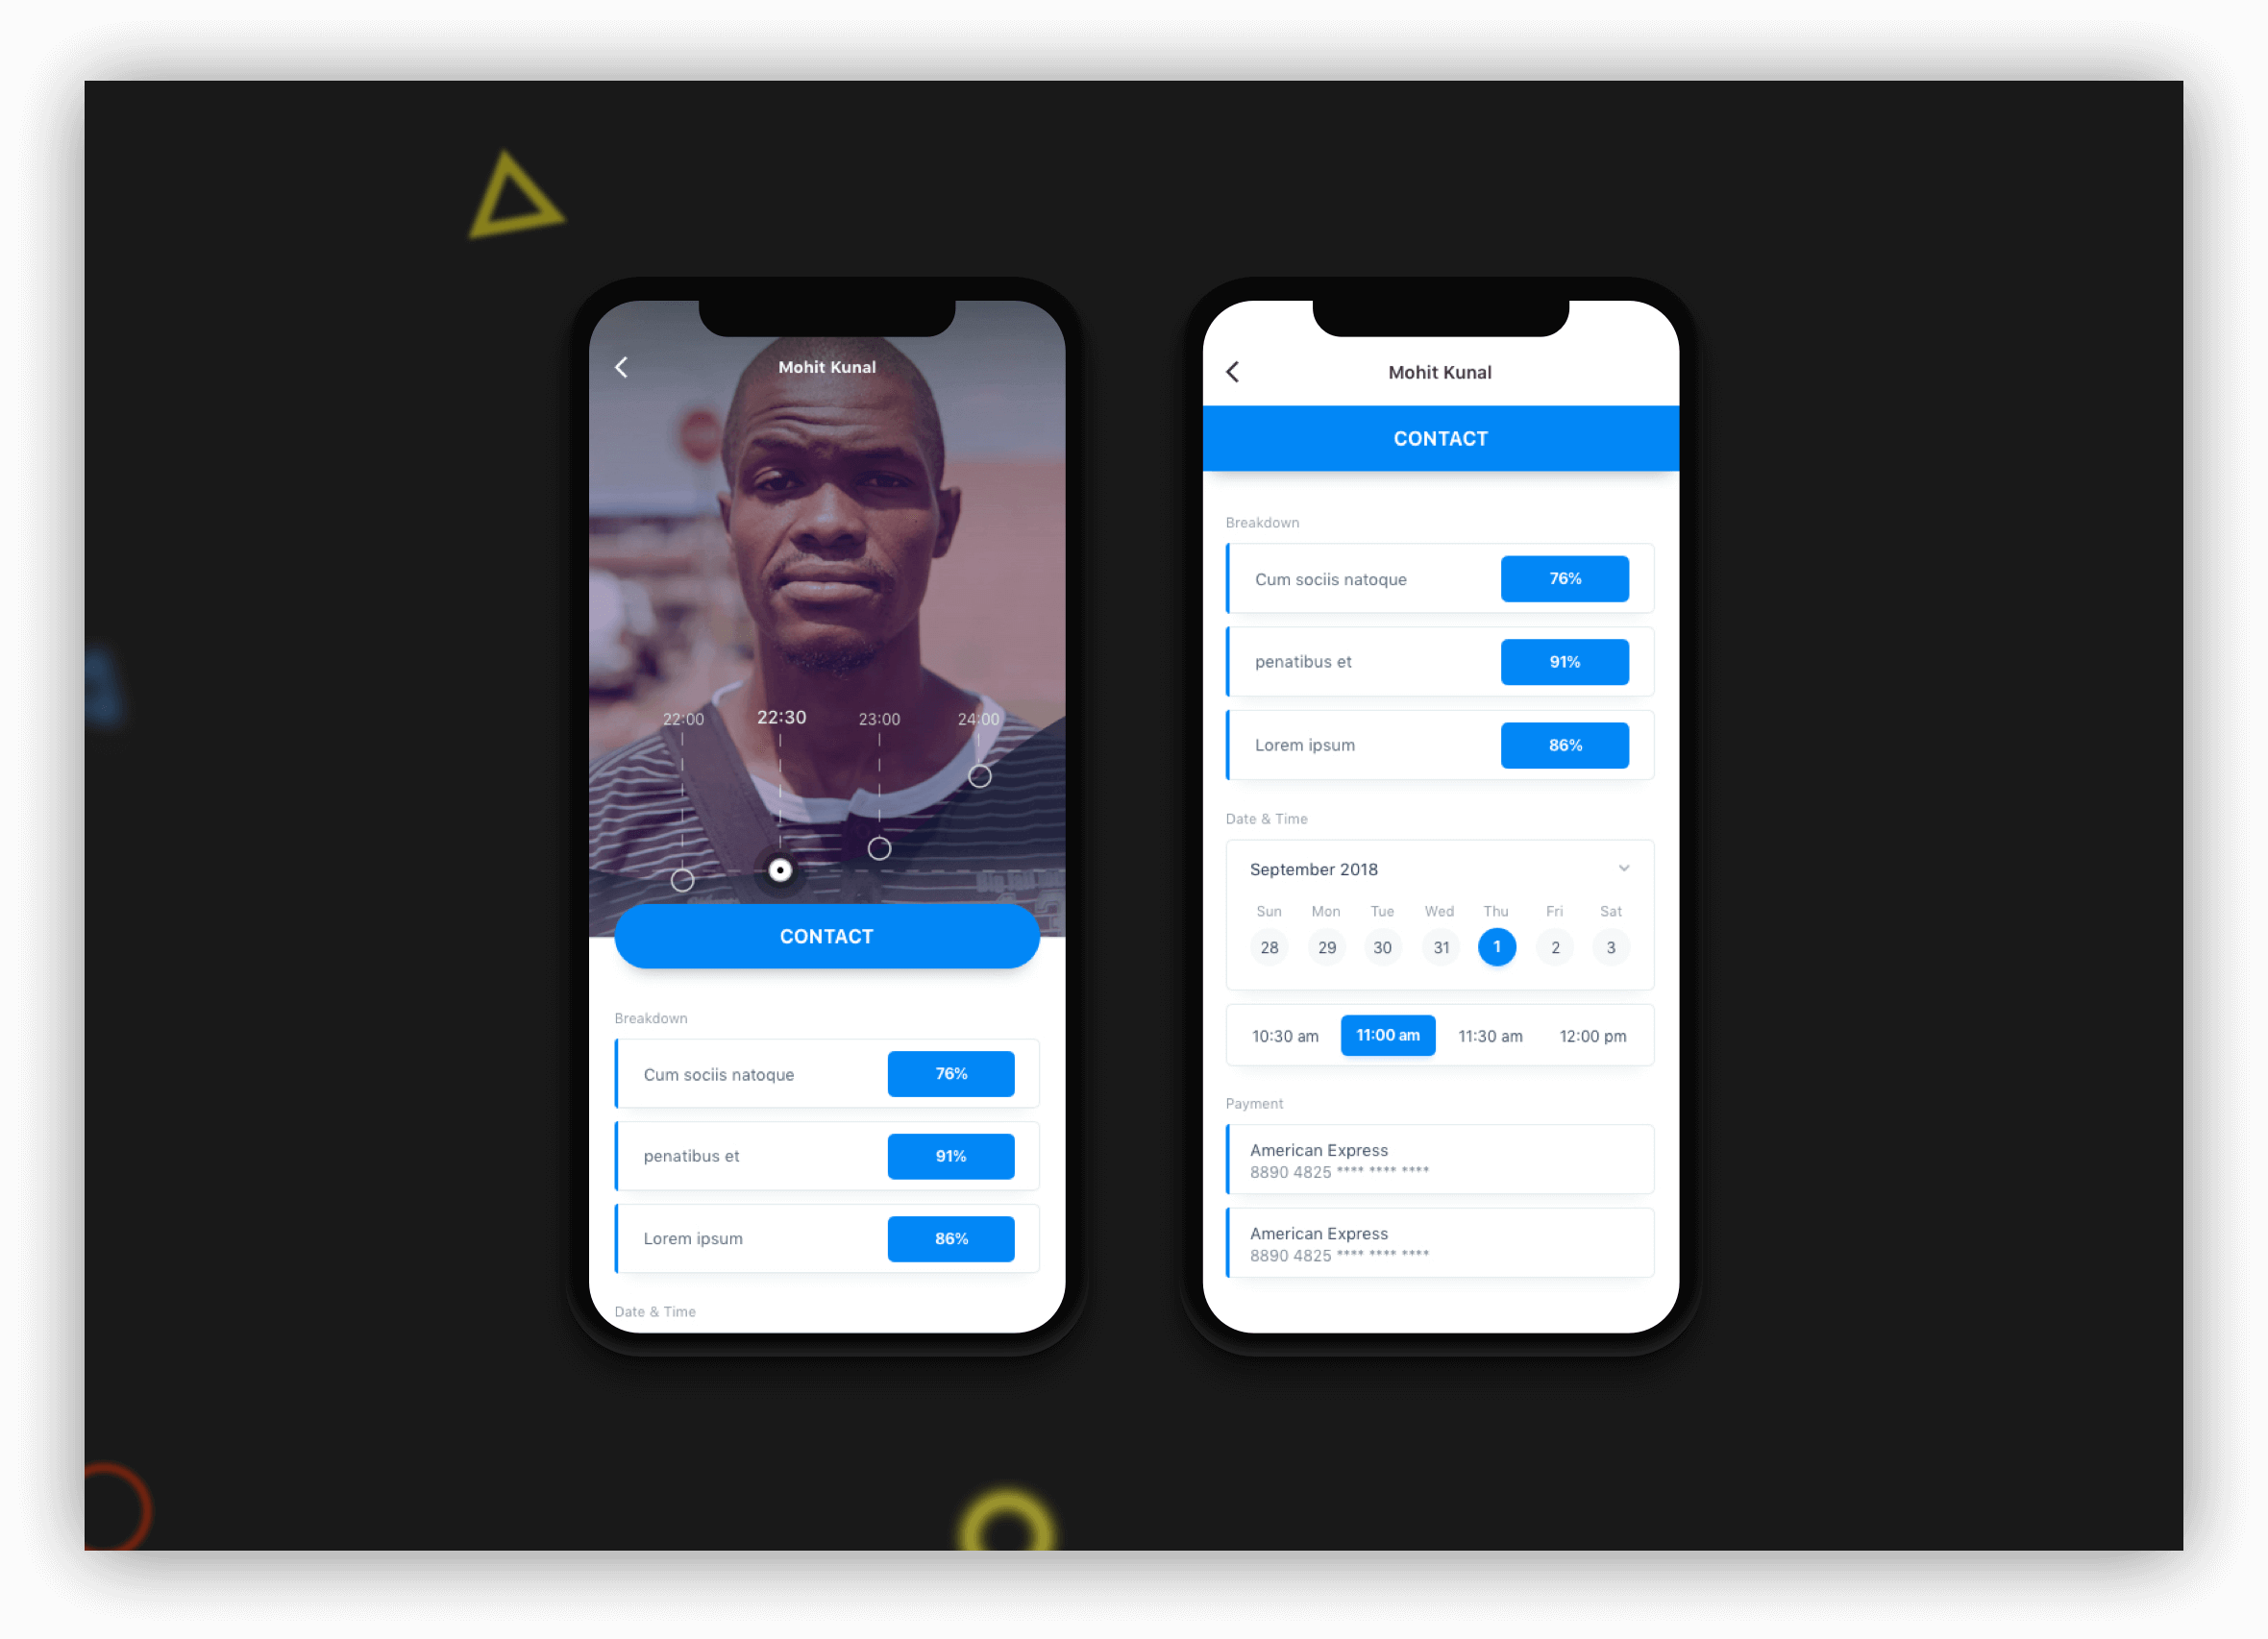 Mohit Kunal
22:00 22:30 23:00 24:00
CONTACT
Breakdown
Cum sociis natoque 76%
penatibus et 91%
Lorem ipsum 86%
Date & Time
Mohit Kunal
CONTACT
Breakdown
Cum sociis natoque 76%
penatibus et 91%
Lorem ipsum 86%
Date & Time
September 2018
Sun Mon Tue Wed Thu Fri Sat
28 29 30 31 1 2 3
10:30 am 11:00 am 11:30 am 12:00 pm
Payment
American Express
8890 4825 **** **** ****
American Express
8890 4825 **** **** ****